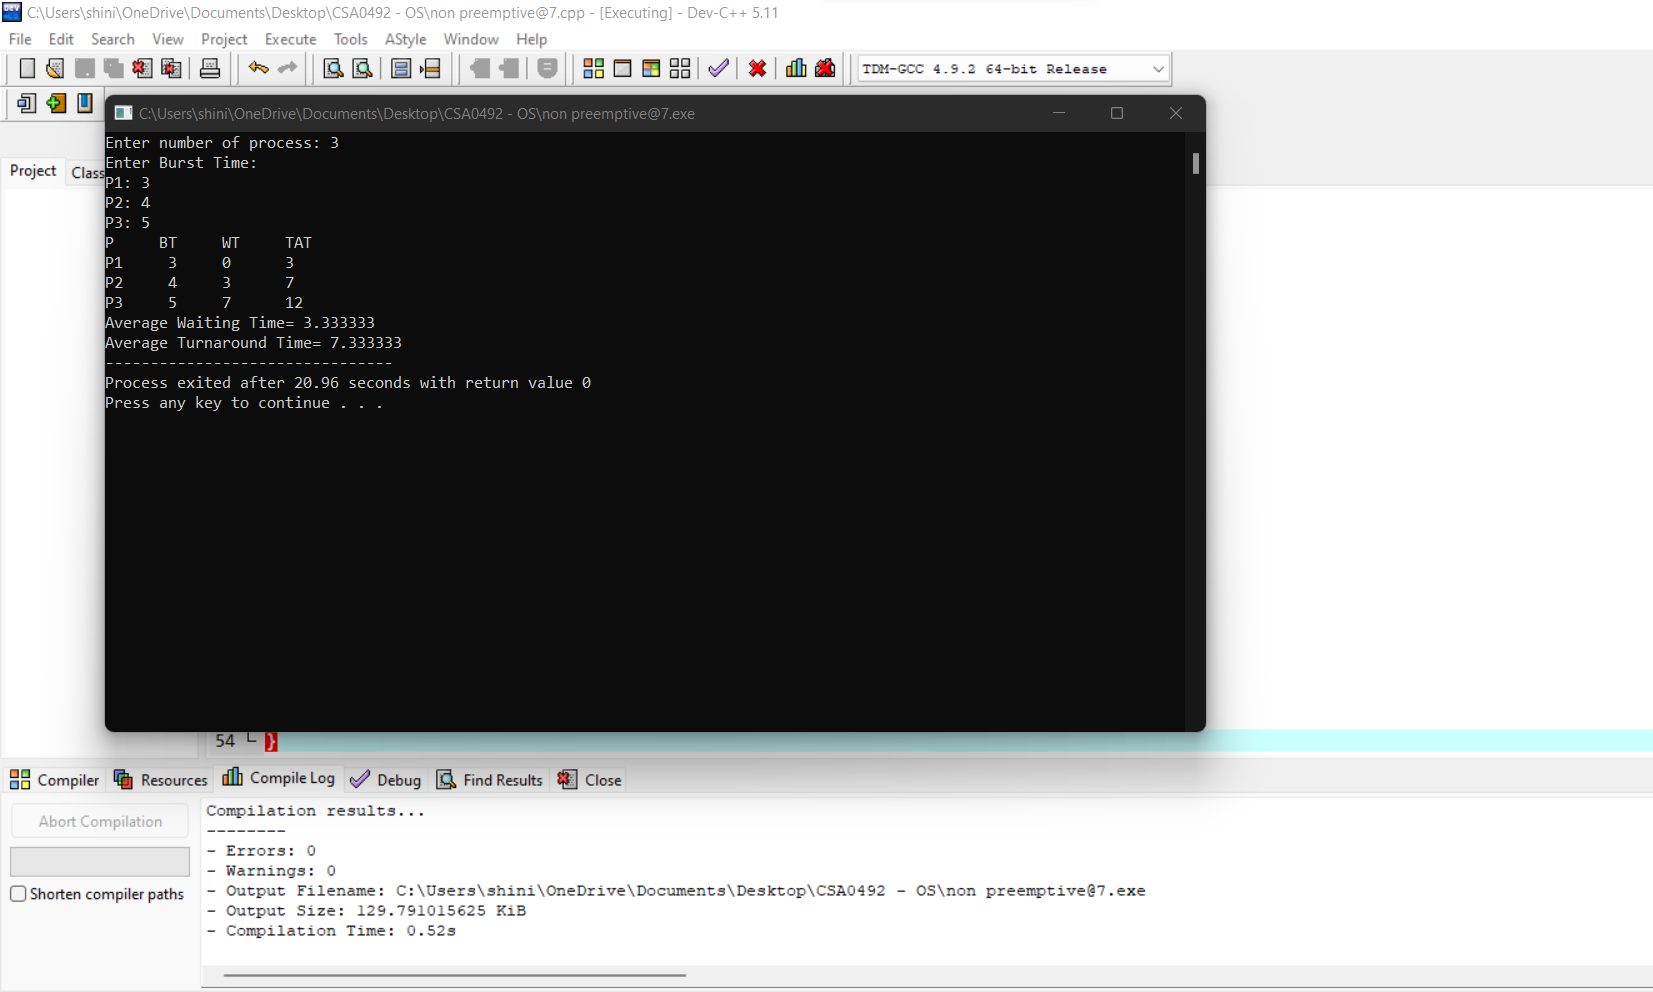 C:\Users\shini\OneDrive\Documents\Desktop\CSA0492 - OS\non preemptive@7.cpp - [Executing] - Dev-C++ 5.11
File Edit Search View Project Execute Tools AStyle Window Help
TDM-GCC 4.9.2 64-bit Release
C:\Users\shini\OneDrive\Documents\Desktop\CSA0492 - OS\non preemptive@7.exe
Project Class
Enter number of process: 3
Enter Burst Time:
P1: 3
P2: 4
P3: 5
P BT WT TAT
P1 3 0 3
P2 4 3 7
P3 5 7 12
Average Waiting Time= 3.333333
Average Turnaround Time= 7.333333
--------------------------------
Process exited after 20.96 seconds with return value 0
Press any key to continue . . .
54 }
Compiler Resources Compile Log Debug Find Results Close
Abort Compilation
Shorten compiler paths
Compilation results...
--------
- Errors: 0
- Warnings: 0
- Output Filename: C:\Users\shini\OneDrive\Documents\Desktop\CSA0492 - OS\non preemptive@7.exe
- Output Size: 129.791015625 KiB
- Compilation Time: 0.52s